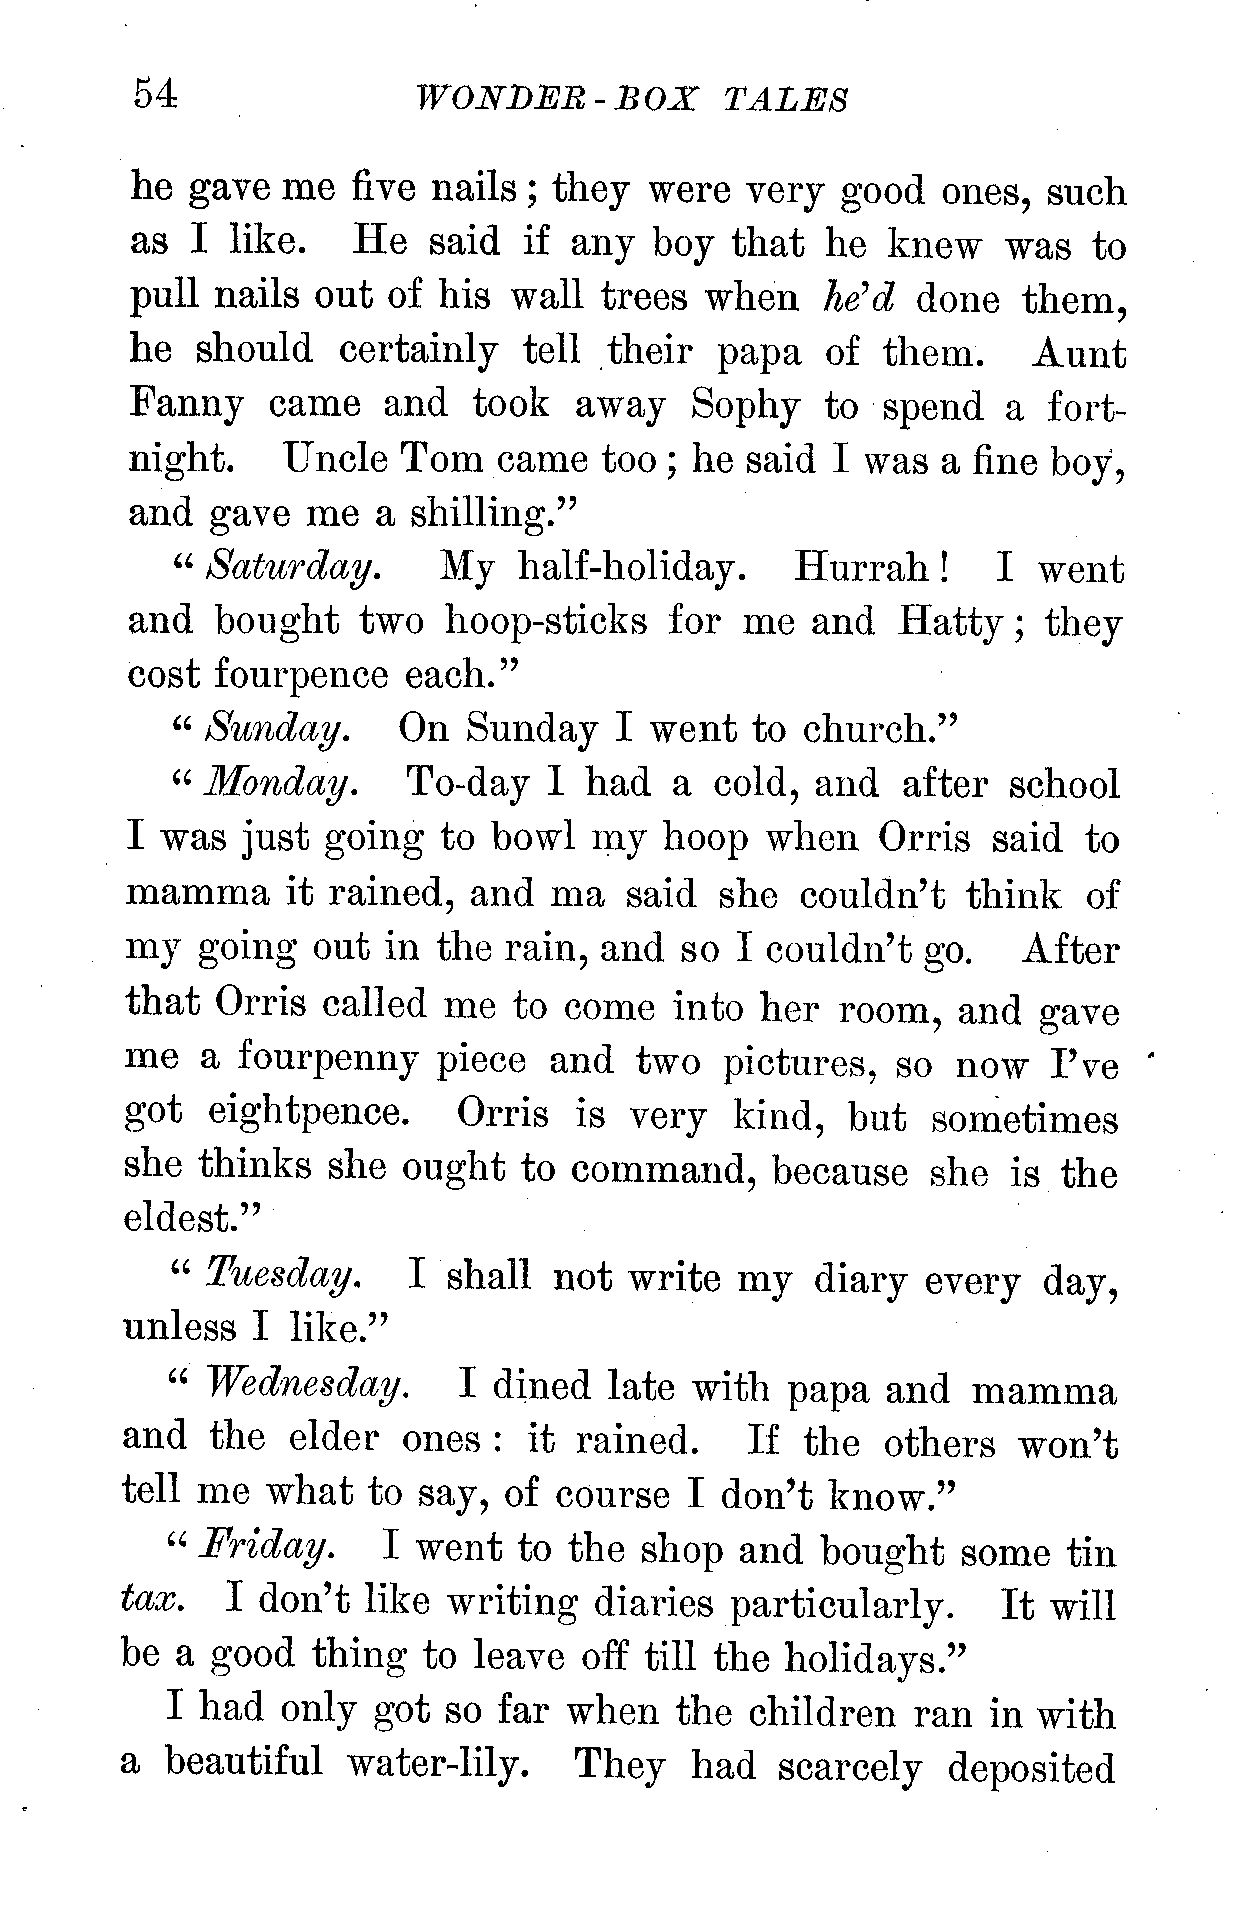 54 WONDER-BOX TALES
he gave me five nails; they were very good ones, such
as I like. He said if any boy that he knew was to
pull nails out of his wall trees when he'd done them,
he should certainly tell their papa of them. Aunt
Fanny came and took away Sophy to spend a fort-
night. Uncle Tom came too; he said I was a fine boy,
and gave me a shilling."
"Saturday. My half-holiday. Hurrah! I went
and bought two hoop-sticks for me and Hatty; they
cost fourpence each."
"Sunday. On Sunday I went to church."
"Monday. To-day I had a cold, and after school
I was just going to bowl my hoop when Orris said to
mamma it rained, and ma said she couldn't think of
my going out in the rain, and so I couldn't go. After
that Orris called me to come into her room, and gave
me a fourpenny piece and two pictures, so now I've
got eightpence. Orris is very kind, but sometimes
she thinks she ought to command, because she is the
eldest."
"Tuesday. I shall not write my diary every day,
unless I like."
"Wednesday. I dined late with papa and mamma
and the elder ones: it rained. If the others won't
tell me what to say, of course I don't know."
"Friday. I went to the shop and bought some tin
tax. I don't like writing diaries particularly. It will
be a good thing to leave off till the holidays."
I had only got so far when the children ran in with
a beautiful water-lily. They had scarcely deposited